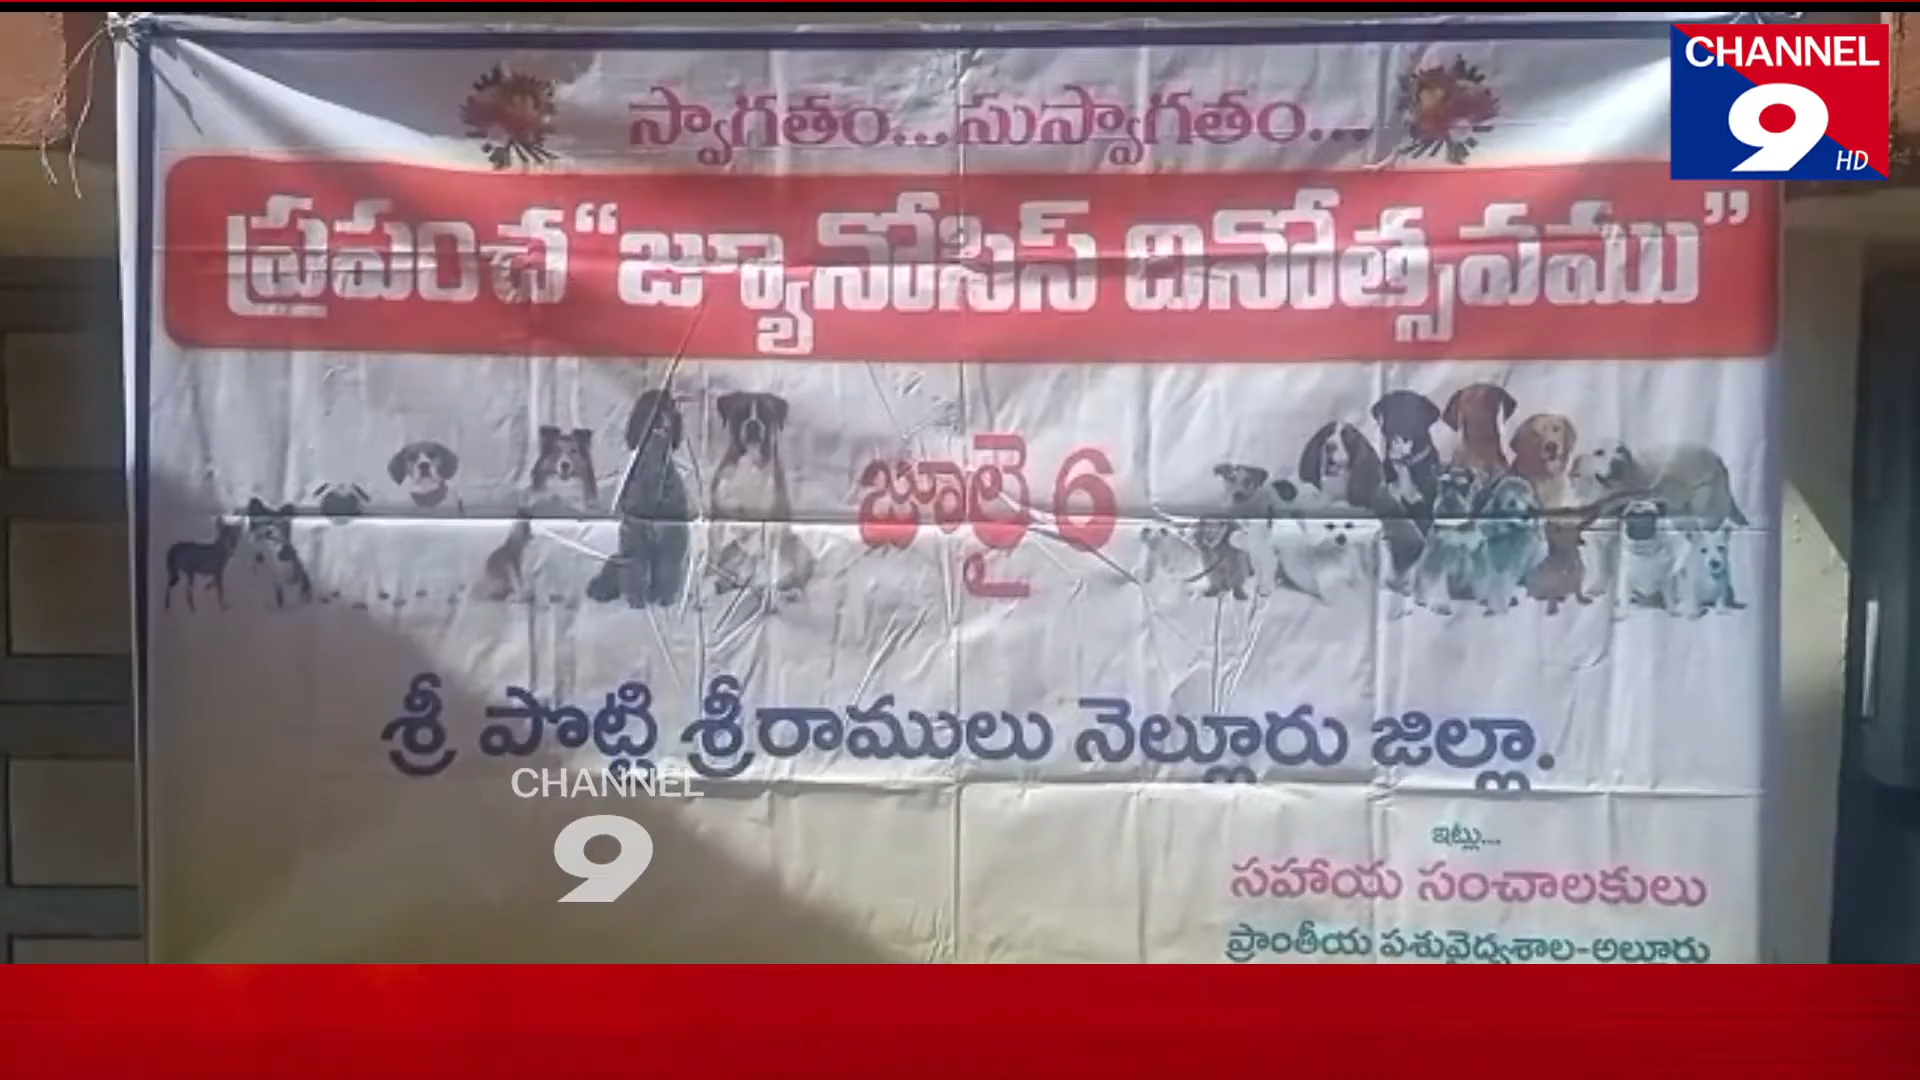 CHANNEL
9
HD
స్వాగతం...సుస్వాగతం...
ప్రపంచ “జ్యూనోసిస్ దినోత్సవము”
జూలై 6
శ్రీ పొట్టి శ్రీరాములు నెల్లూరు జిల్లా.
CHANNEL
9
ఇట్లు...
సహాయ సంచాలకులు
ప్రాంతీయ పశువైద్యశాల-అల్లూరు